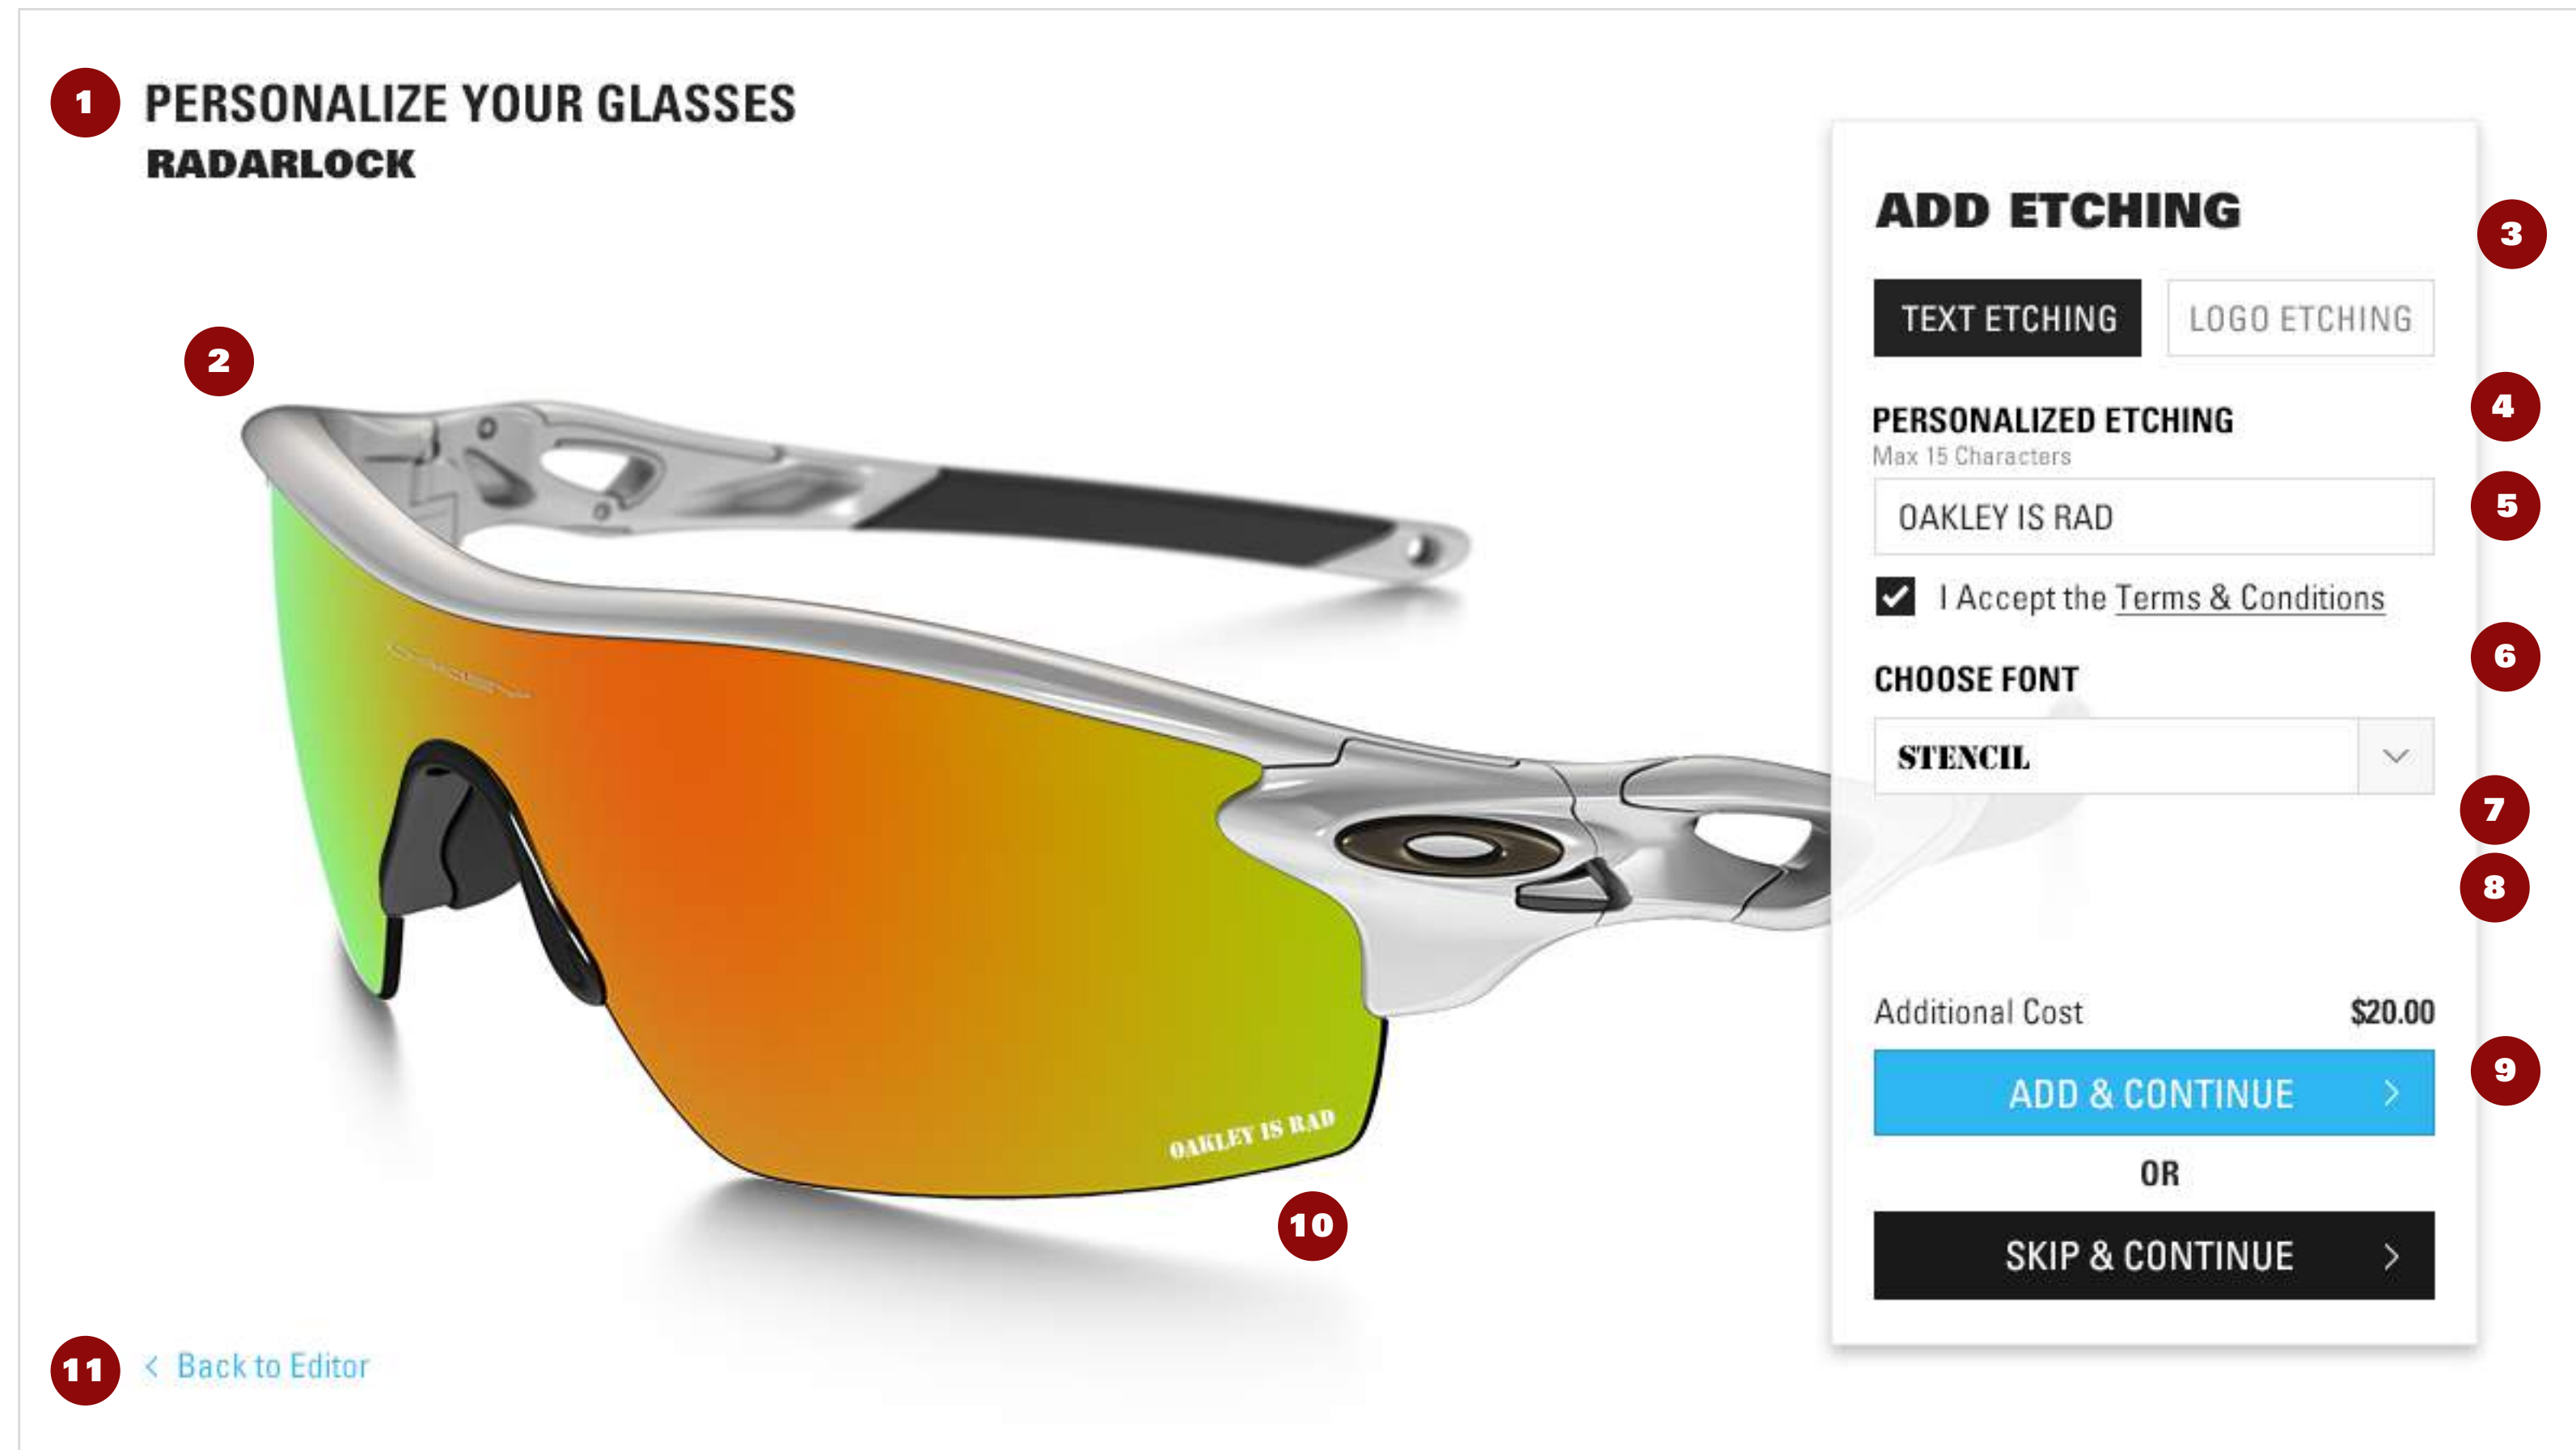 1 PERSONALIZE YOUR GLASSES
RADARLOCK
ADD ETCHING
3
TEXT ETCHING LOGO ETCHING
2
PERSONALIZED ETCHING
4
Max 15 Characters
OAKLEY IS RAD
5
I Accept the Terms & Conditions
6
CHOOSE FONT
STENCIL
7
8
Additional Cost $20.00
ADD & CONTINUE
9
OAKLEY IS RAD
OR
10
SKIP & CONTINUE
11 < Back to Editor